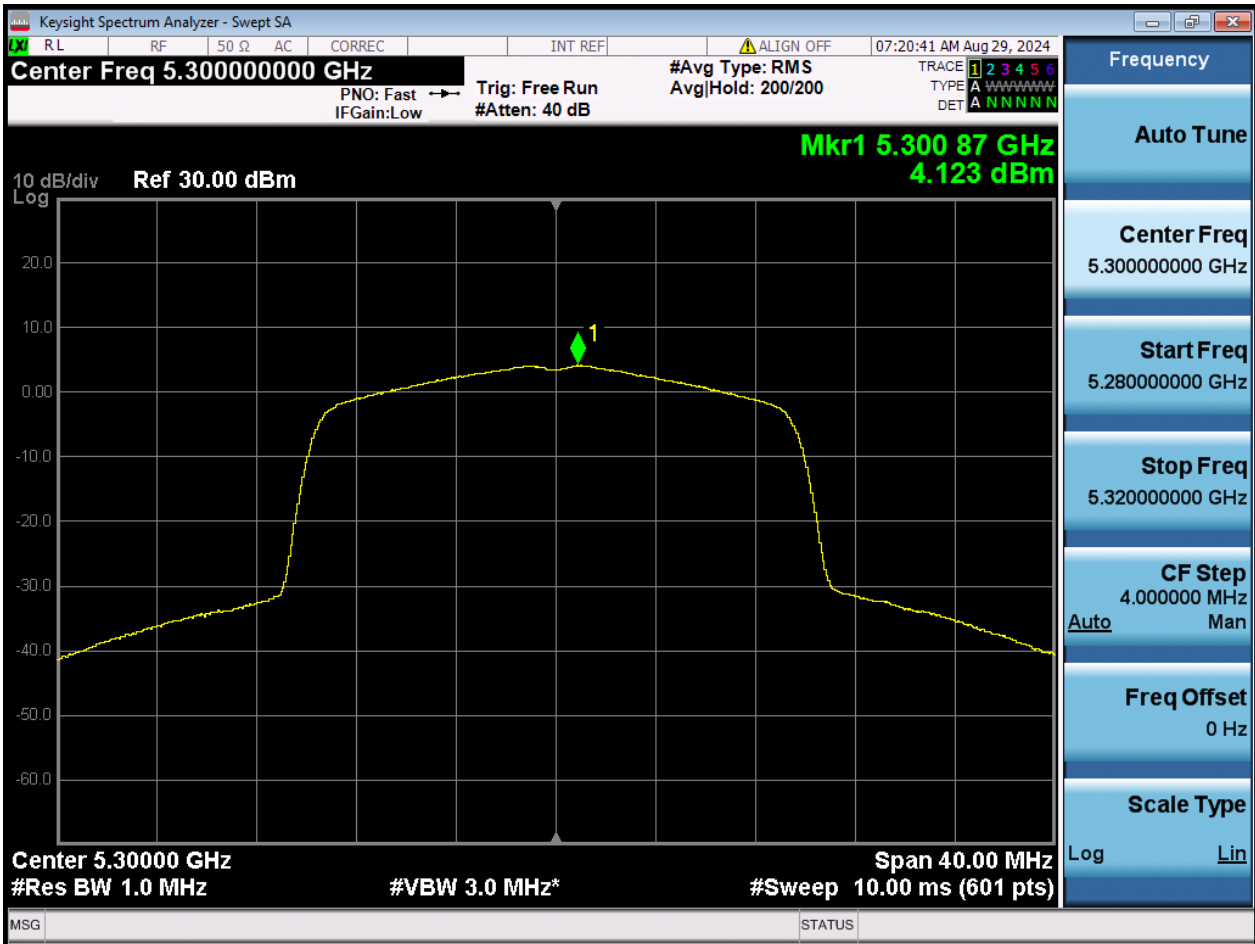 Keysight Spectrum Analyzer - Swept SA
LXI RL RF 50 Ω AC CORREC INT REF ALIGN OFF 07:20:41 AM Aug 29, 2024
Center Freq 5.300000000 GHz
PNO: Fast
IFGain:Low
Trig: Free Run
#Atten: 40 dB
#Avg Type: RMS
Avg|Hold: 200/200
TRACE 1 2 3 4 5 6
TYPE A WWWWW
DET A N N N N N
Mkr1 5.300 87 GHz
4.123 dBm
10 dB/div Ref 30.00 dBm
Log
20.0
10.0
1
0.00
-10.0
-20.0
-30.0
-40.0
-50.0
-60.0
Center 5.30000 GHz Span 40.00 MHz
#Res BW 1.0 MHz #VBW 3.0 MHz* #Sweep 10.00 ms (601 pts)
Frequency
Auto Tune
Center Freq
5.300000000 GHz
Start Freq
5.280000000 GHz
Stop Freq
5.320000000 GHz
CF Step
4.000000 MHz
Auto Man
Freq Offset
0 Hz
Scale Type
Log Lin
MSG STATUS